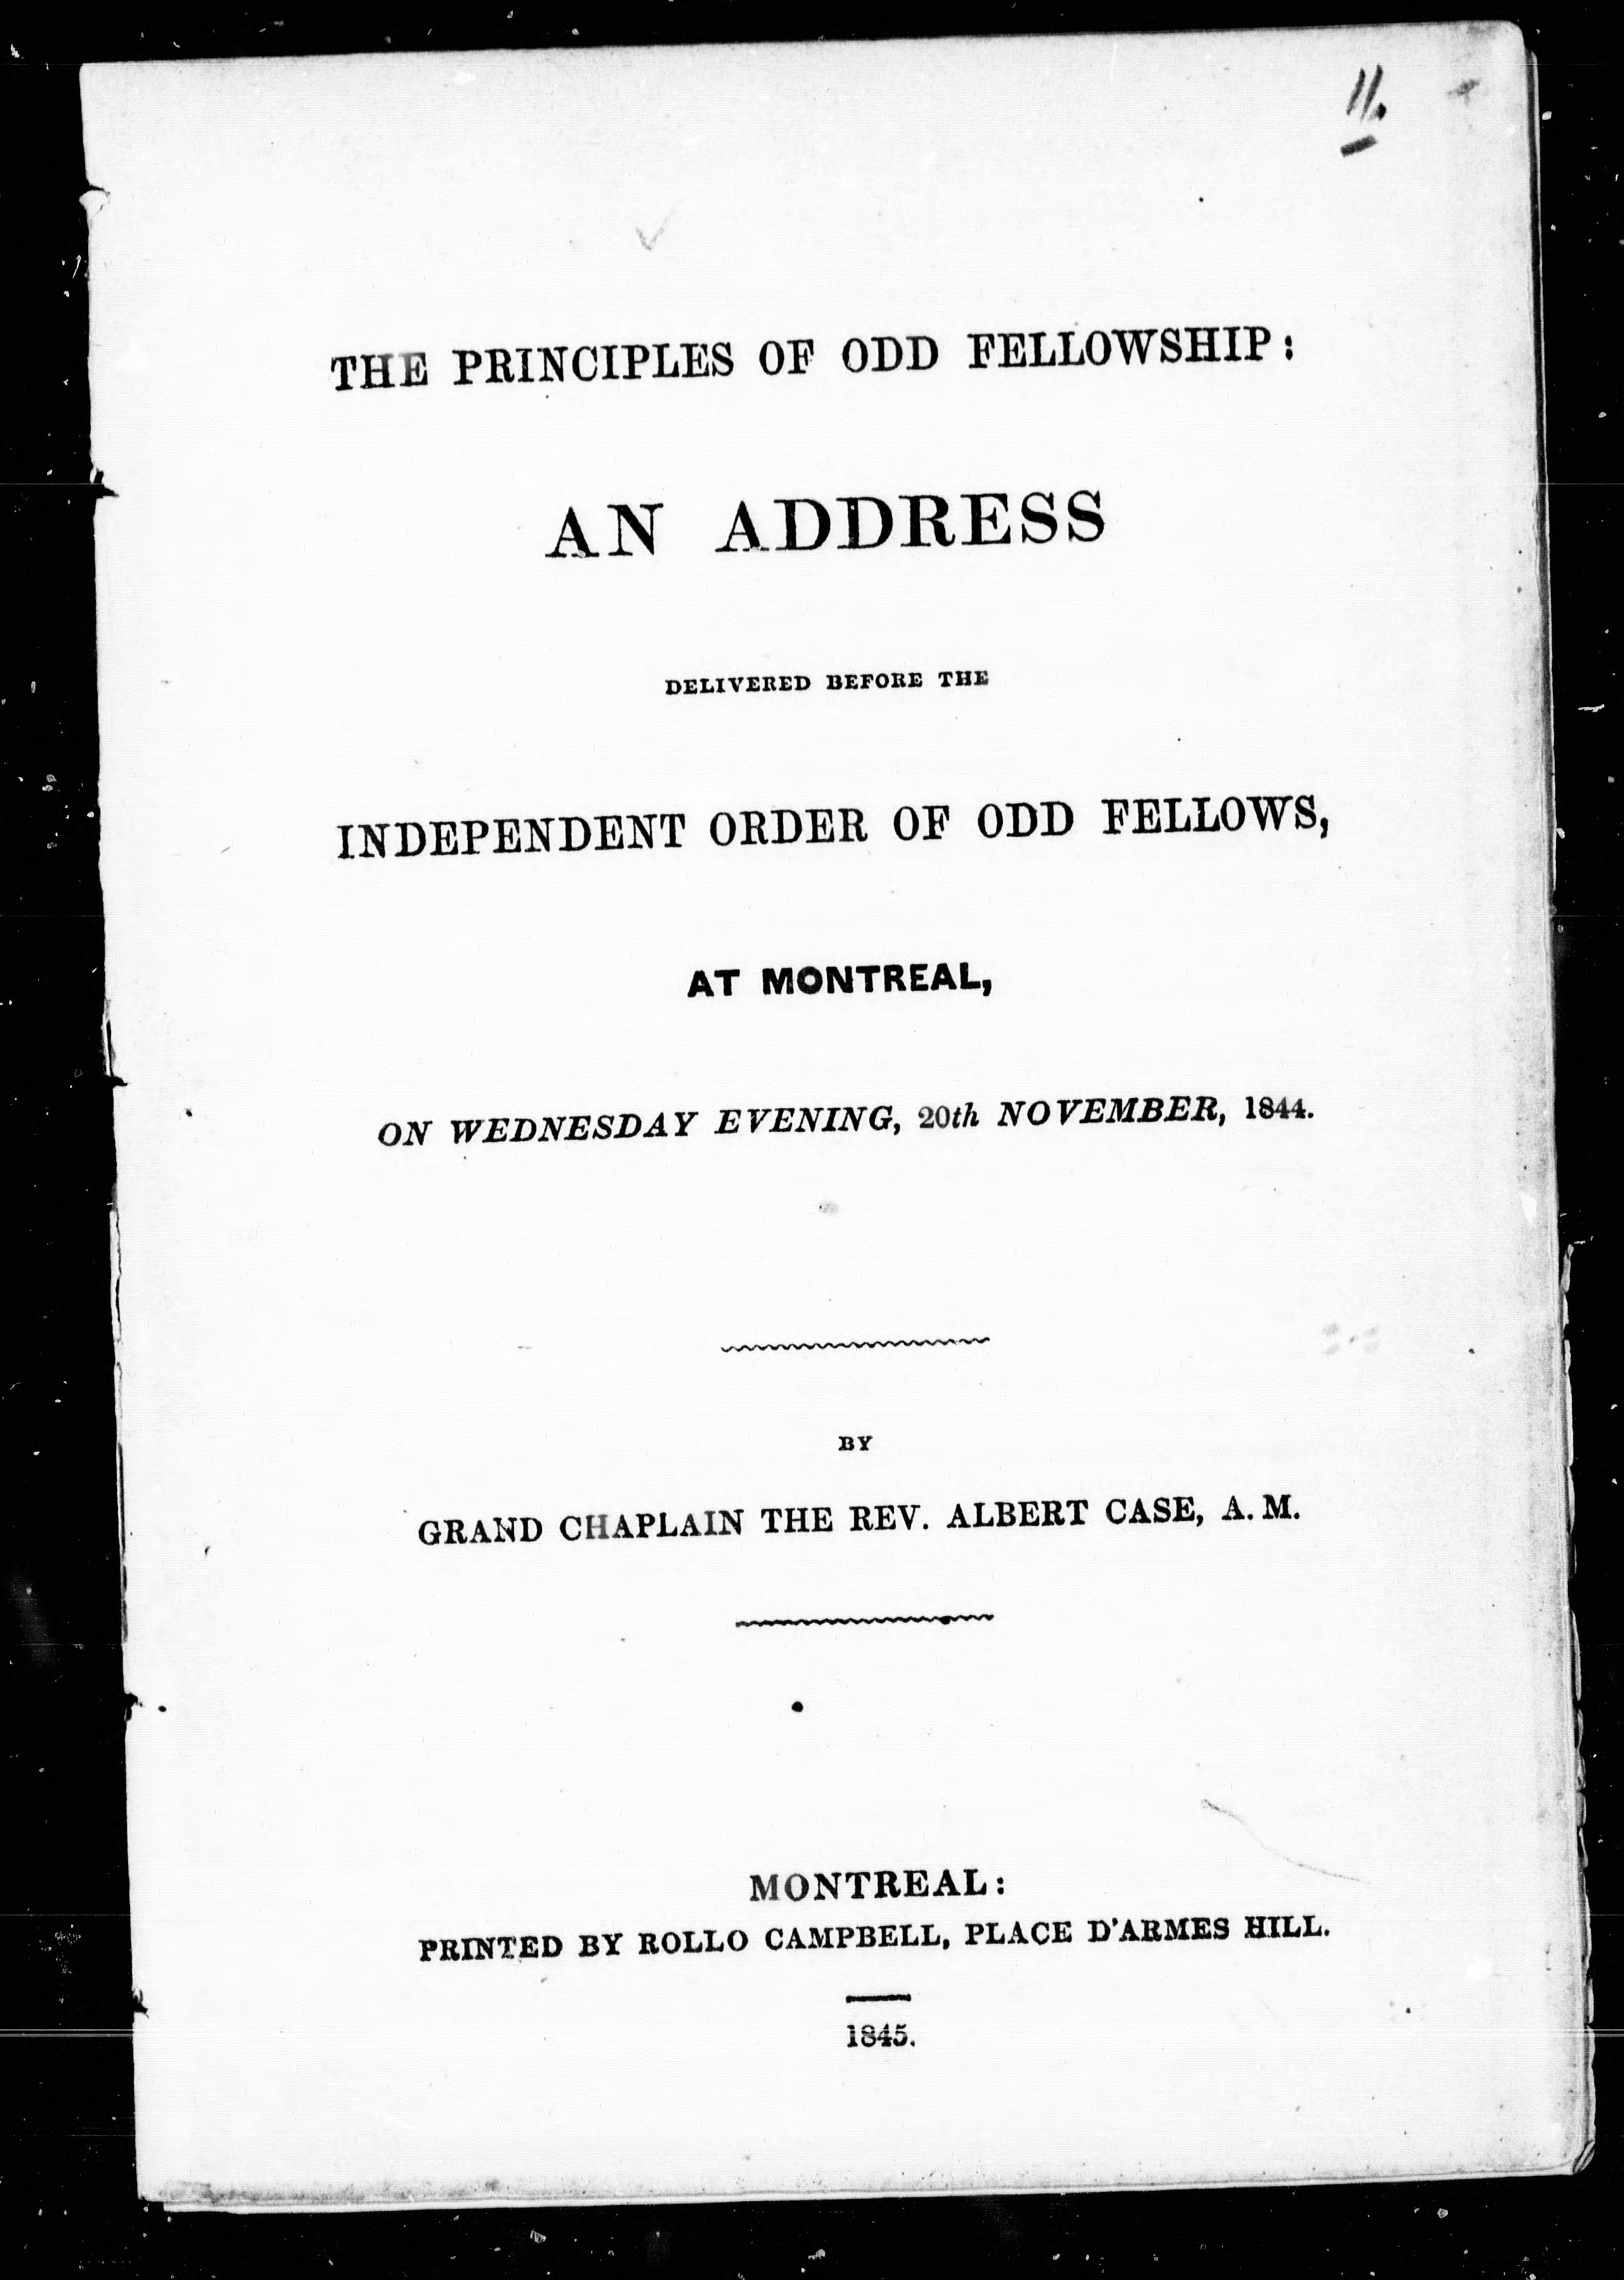 11.
THE PRINCIPLES OF ODD FELLOWSHIP:
AN ADDRESS
DELIVERED BEFORE THE
INDEPENDENT ORDER OF ODD FELLOWS,
AT MONTREAL,
ON WEDNESDAY EVENING, 20th NOVEMBER, 1844.
BY
GRAND CHAPLAIN THE REV. ALBERT CASE, A. M.
MONTREAL:
PRINTED BY ROLLO CAMPBELL, PLACE D'ARMES HILL.
1845.